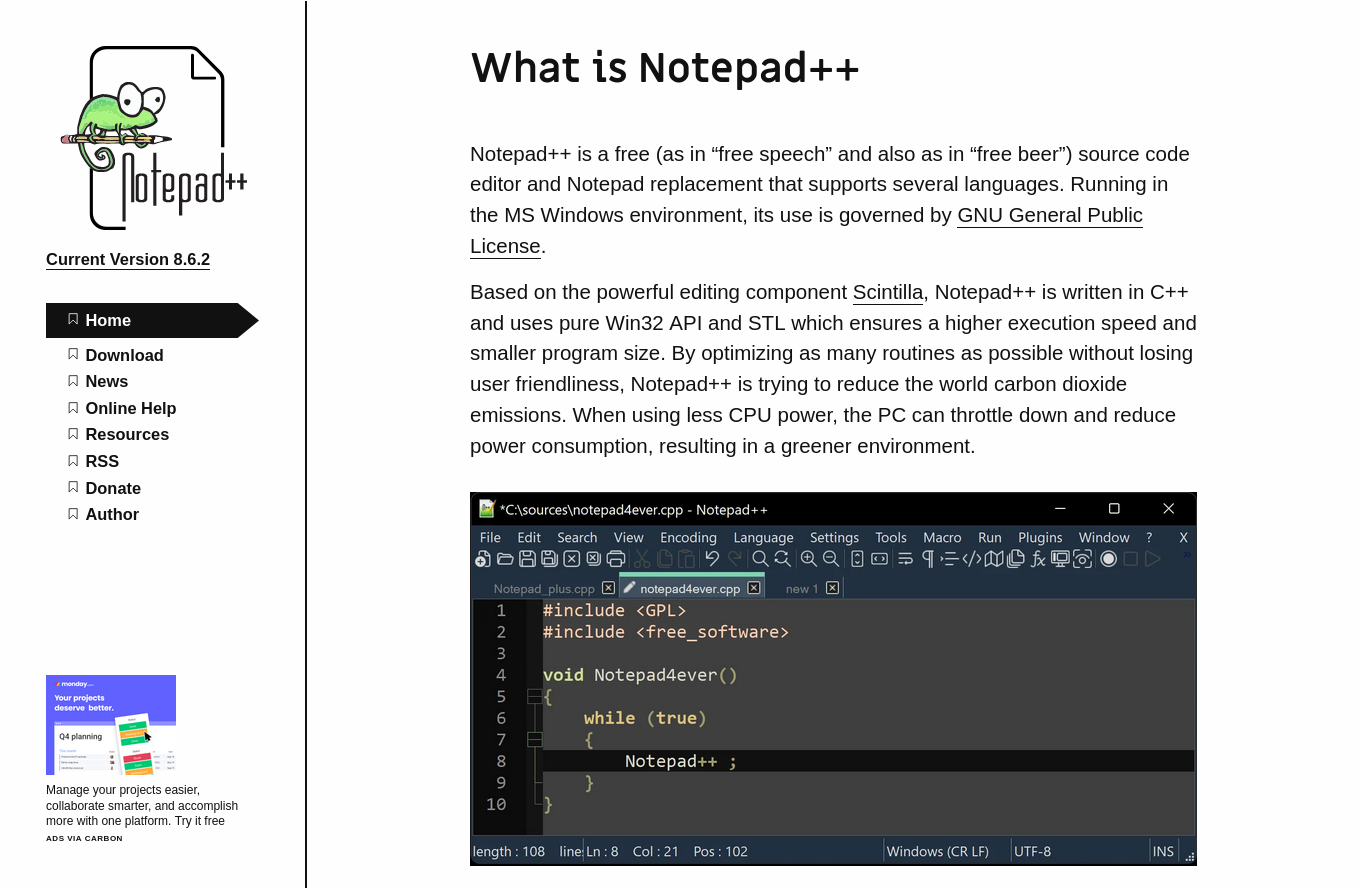 Notepad++
Current Version 8.6.2
Home
Download
News
Online Help
Resources
RSS
Donate
Author
monday
Your projects
deserve better.
Q4 planning
Manage your projects easier,
collaborate smarter, and accomplish
more with one platform. Try it free
ADS VIA CARBON
What is Notepad++
Notepad++ is a free (as in “free speech” and also as in “free beer”) source code
editor and Notepad replacement that supports several languages. Running in
the MS Windows environment, its use is governed by GNU General Public
License.
Based on the powerful editing component Scintilla, Notepad++ is written in C++
and uses pure Win32 API and STL which ensures a higher execution speed and
smaller program size. By optimizing as many routines as possible without losing
user friendliness, Notepad++ is trying to reduce the world carbon dioxide
emissions. When using less CPU power, the PC can throttle down and reduce
power consumption, resulting in a greener environment.
*C:\sources\notepad4ever.cpp - Notepad++
File Edit Search View Encoding Language Settings Tools Macro Run Plugins Window ? X
Notepad_plus.cpp notepad4ever.cpp new 1
1 #include <GPL>
2 #include <free_software>
3
4 void Notepad4ever()
5 {
6 while (true)
7 {
8 Notepad++ ;
9 }
10 }
length : 108 line Ln : 8 Col : 21 Pos : 102 Windows (CR LF) UTF-8 INS